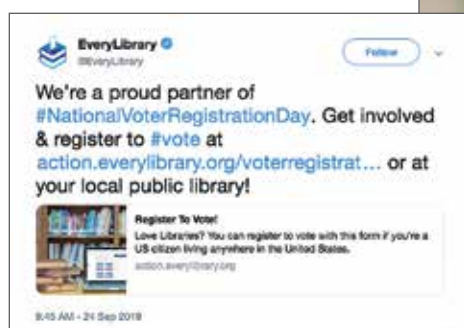 EveryLibrary
@EveryLibrary
Follow
We're a proud partner of
#NationalVoterRegistrationDay. Get involved
& register to #vote at
action.everylibrary.org/voterregistrat… or at
your local public library!
Register To Vote!
Love Libraries? You can register to vote with this form if you're a
US citizen living anywhere in the United States.
action.everylibrary.org
9:45 AM - 24 Sep 2018